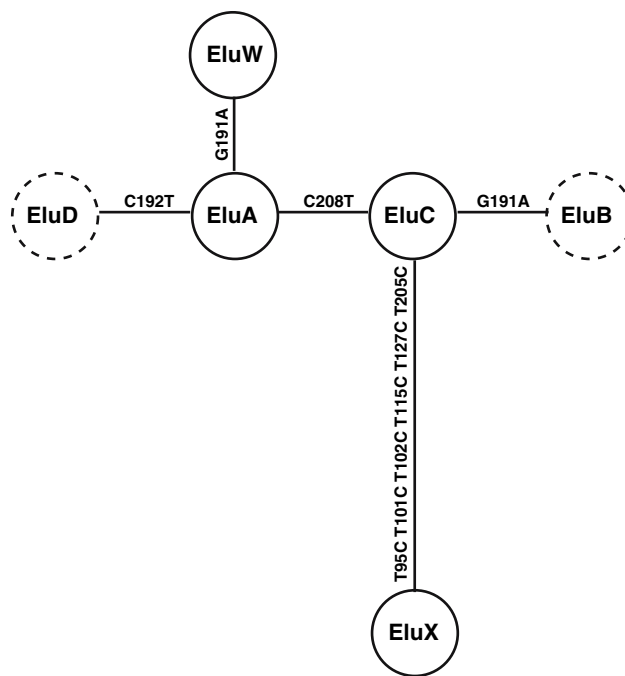 EluW
G191A
EluD
C192T
EluA
C208T
EluC
G191A
EluB
T95C T101C T102C T115C T127C T205C
EluX